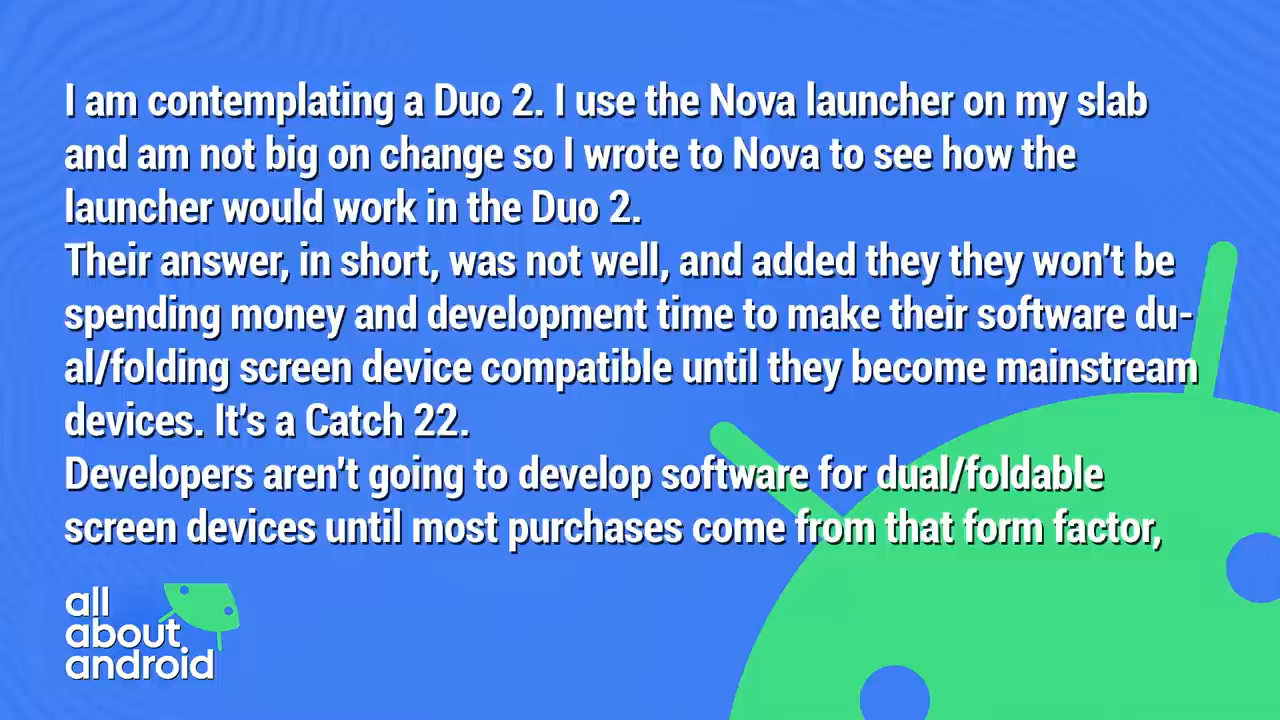 I am contemplating a Duo 2. I use the Nova launcher on my slab
and am not big on change so I wrote to Nova to see how the
launcher would work in the Duo 2.
Their answer, in short, was not well, and added they they won't be
spending money and development time to make their software du-
al/folding screen device compatible until they become mainstream
devices. It's a Catch 22.
Developers aren't going to develop software for dual/foldable
screen devices until most purchases come from that form factor,
all
about
android